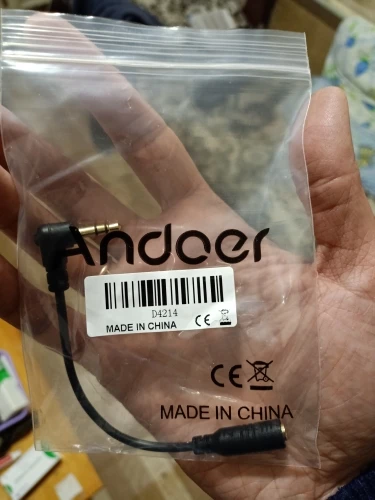 Andoer
D4214
MADE IN CHINA CE
CE
MADE IN CHINA